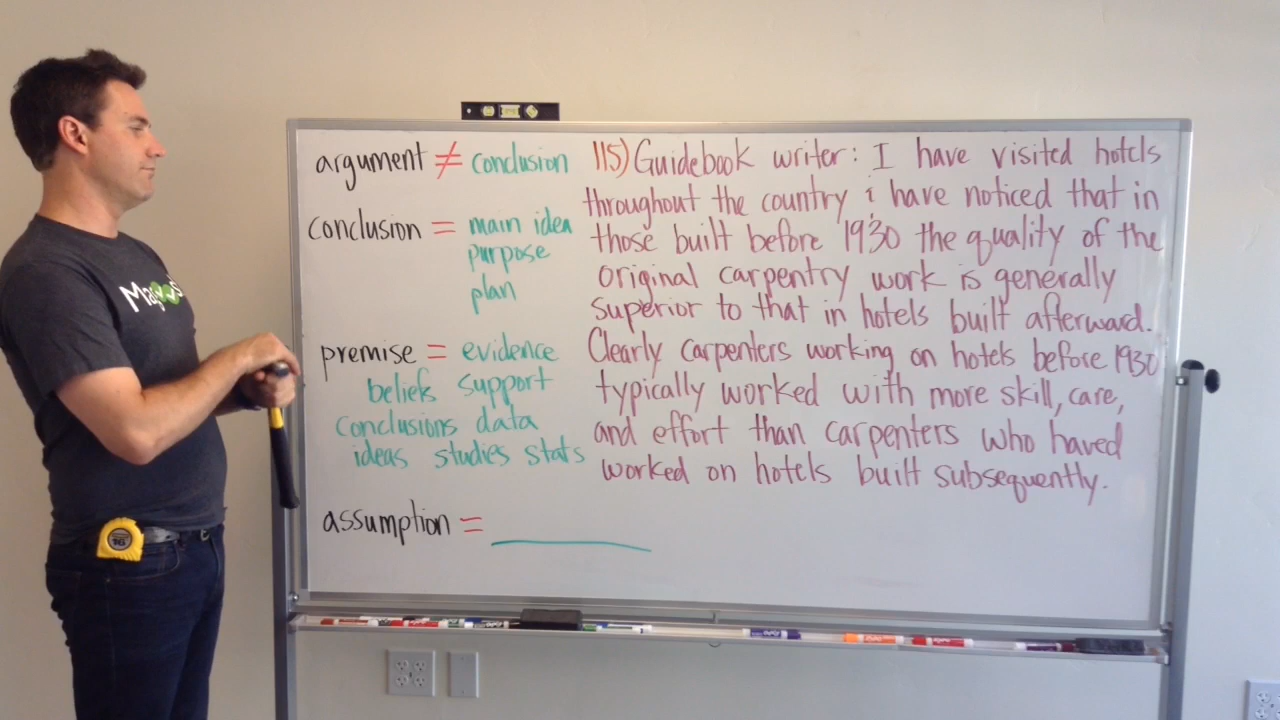 argument ≠ conclusion
conclusion = main idea
purpose
plan
premise = evidence
beliefs support
conclusions data
ideas studies stats
assumption =
115) Guidebook writer: I have visited hotels
throughout the country & have noticed that in
those built before 1930 the quality of the
original carpentry work is generally
superior to that in hotels built afterward.
Clearly carpenters working on hotels before 1930
typically worked with more skill, care,
and effort than carpenters who haved
worked on hotels built subsequently.